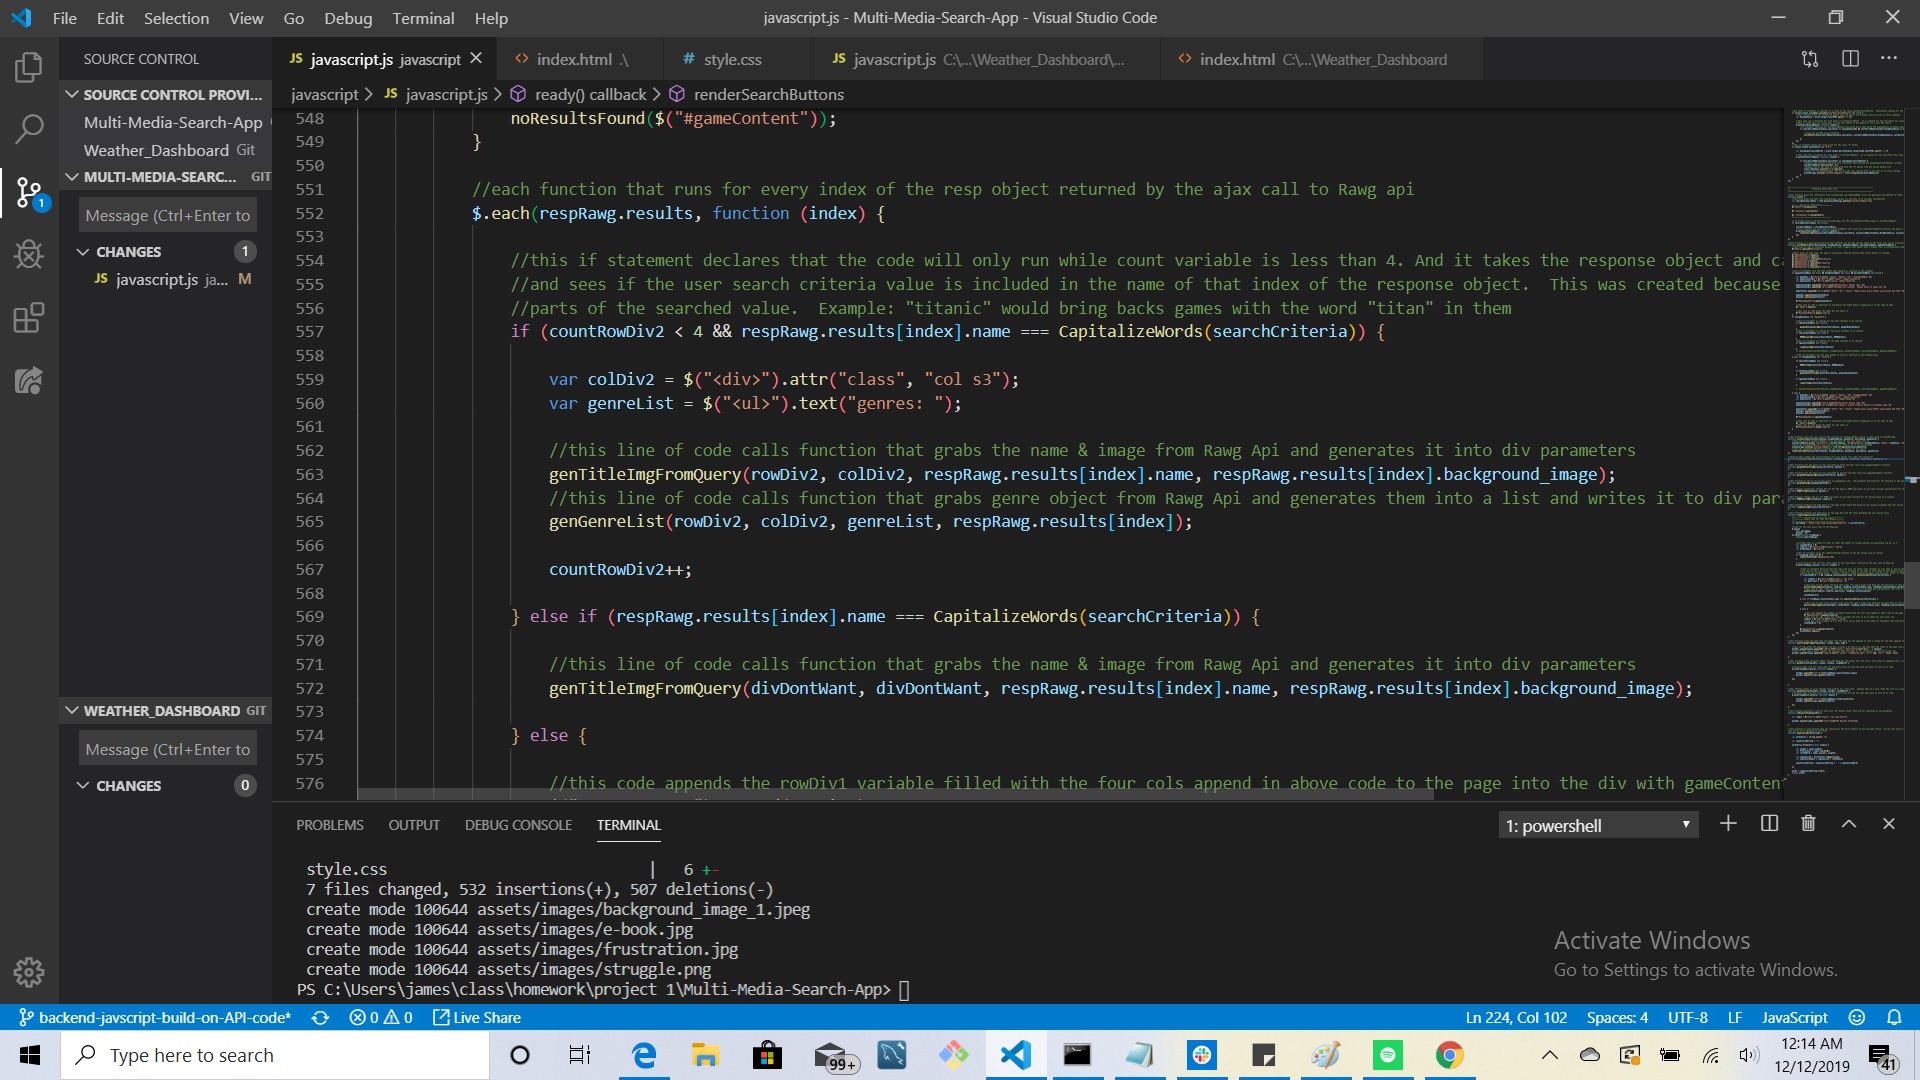 File Edit Selection View Go Debug Terminal Help
javascript.js - Multi-Media-Search-App - Visual Studio Code
SOURCE CONTROL
JS javascript.js javascript
<> index.html .\
# style.css
JS javascript.js C:\...\Weather_Dashboard\...
<> index.html C:\...\Weather_Dashboard
javascript > JS javascript.js > ready() callback > renderSearchButtons
SOURCE CONTROL PROVI...
Multi-Media-Search-App
Weather_Dashboard Git
MULTI-MEDIA-SEARC... GIT
Message (Ctrl+Enter to
CHANGES 1
JS javascript.js ja... M
WEATHER_DASHBOARD GIT
Message (Ctrl+Enter to
CHANGES 0
1
548 noResultsFound($("#gameContent"));
549 }
550
551 //each function that runs for every index of the resp object returned by the ajax call to Rawg api
552 $.each(respRawg.results, function (index) {
553
554 //this if statement declares that the code will only run while count variable is less than 4. And it takes the response object and c
555 //and sees if the user search criteria value is included in the name of that index of the response object.  This was created because
556 //parts of the searched value.  Example: "titanic" would bring backs games with the word "titan" in them
557 if (countRowDiv2 < 4 && respRawg.results[index].name === CapitalizeWords(searchCriteria)) {
558
559 var colDiv2 = $("<div>").attr("class", "col s3");
560 var genreList = $("<ul>").text("genres: ");
561
562 //this line of code calls function that grabs the name & image from Rawg Api and generates it into div parameters
563 genTitleImgFromQuery(rowDiv2, colDiv2, respRawg.results[index].name, respRawg.results[index].background_image);
564 //this line of code calls function that grabs genre object from Rawg Api and generates them into a list and writes it to div par
565 genGenreList(rowDiv2, colDiv2, genreList, respRawg.results[index]);
566
567 countRowDiv2++;
568
569 } else if (respRawg.results[index].name === CapitalizeWords(searchCriteria)) {
570
571 //this line of code calls function that grabs the name & image from Rawg Api and generates it into div parameters
572 genTitleImgFromQuery(divDontWant, divDontWant, respRawg.results[index].name, respRawg.results[index].background_image);
573
574 } else {
575
576 //this code appends the rowDiv1 variable filled with the four cols append in above code to the page into the div with gameContent
PROBLEMS OUTPUT DEBUG CONSOLE TERMINAL
1: powershell
style.css | 6 +-
7 files changed, 532 insertions(+), 507 deletions(-)
create mode 100644 assets/images/background_image_1.jpeg
create mode 100644 assets/images/e-book.jpg
create mode 100644 assets/images/frustration.jpg
create mode 100644 assets/images/struggle.png
PS C:\Users\james\class\homework\project 1\Multi-Media-Search-App>
Activate Windows
Go to Settings to activate Windows.
backend-javscript-build-on-API-code* 0 0 Live Share
Ln 224, Col 102 Spaces: 4 UTF-8 LF JavaScript
Type here to search
99+
12:14 AM
12/12/2019
41